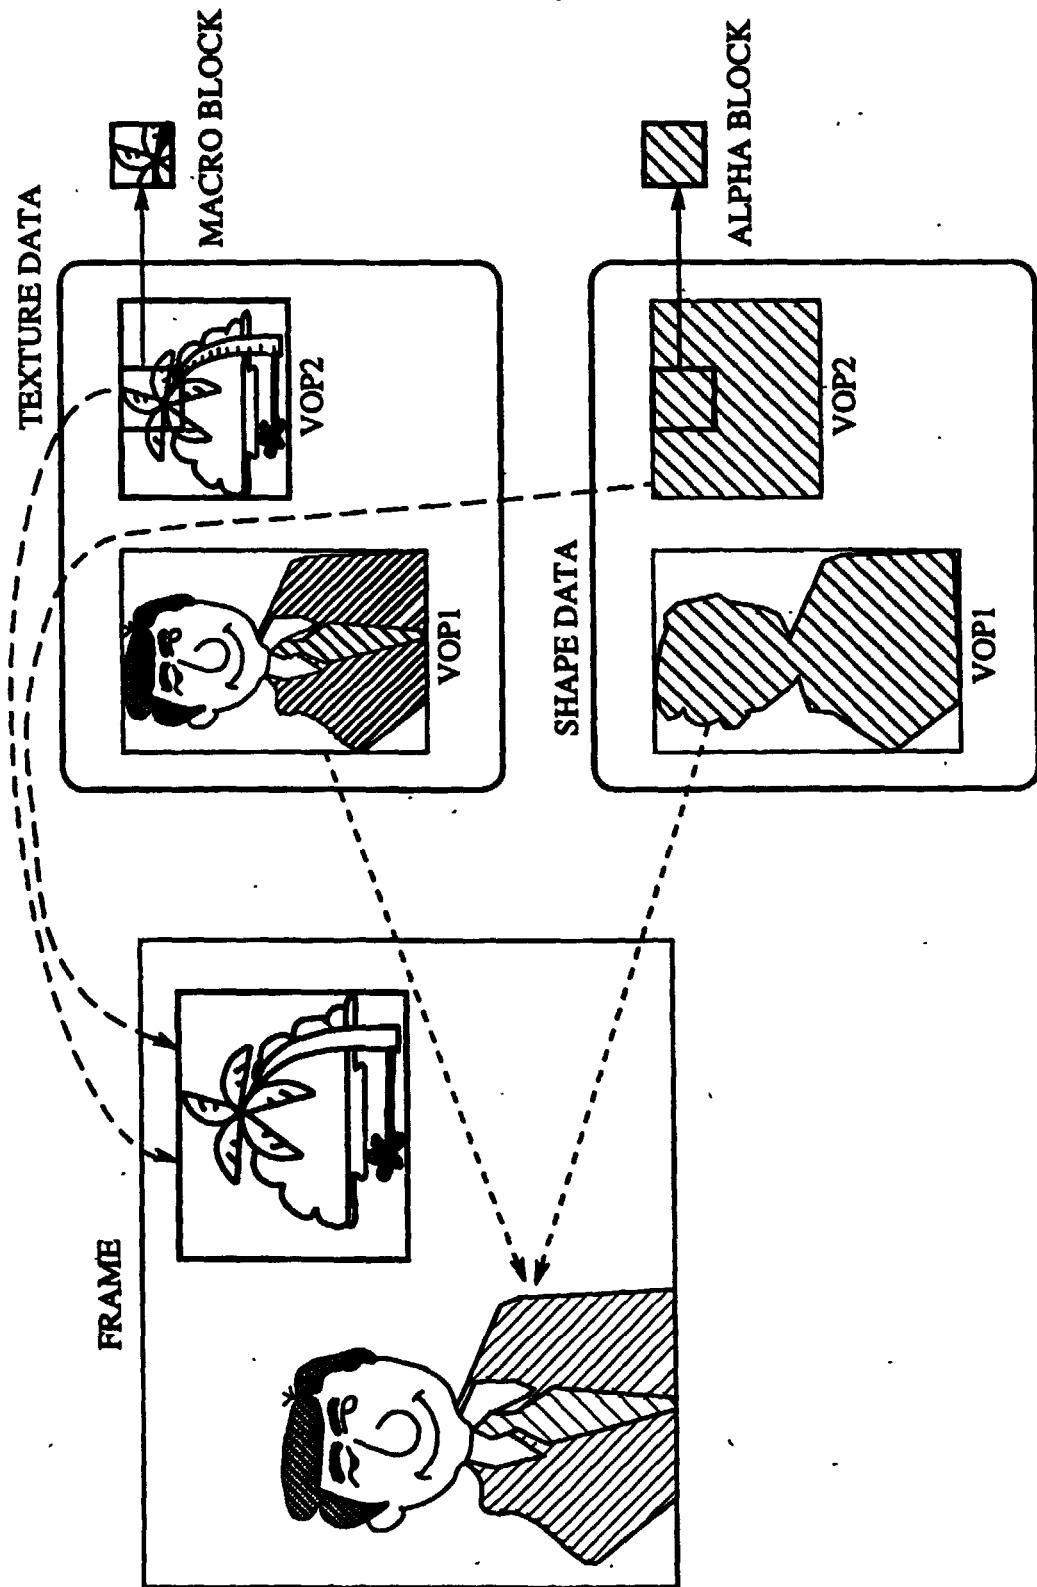 FRAME
TEXTURE DATA
VOP1
VOP2
MACRO BLOCK
SHAPE DATA
VOP1
VOP2
ALPHA BLOCK